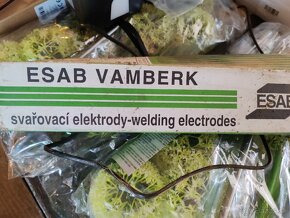 ESAB VAMBERK
ESAB
svařovací elektrody-welding electrodes